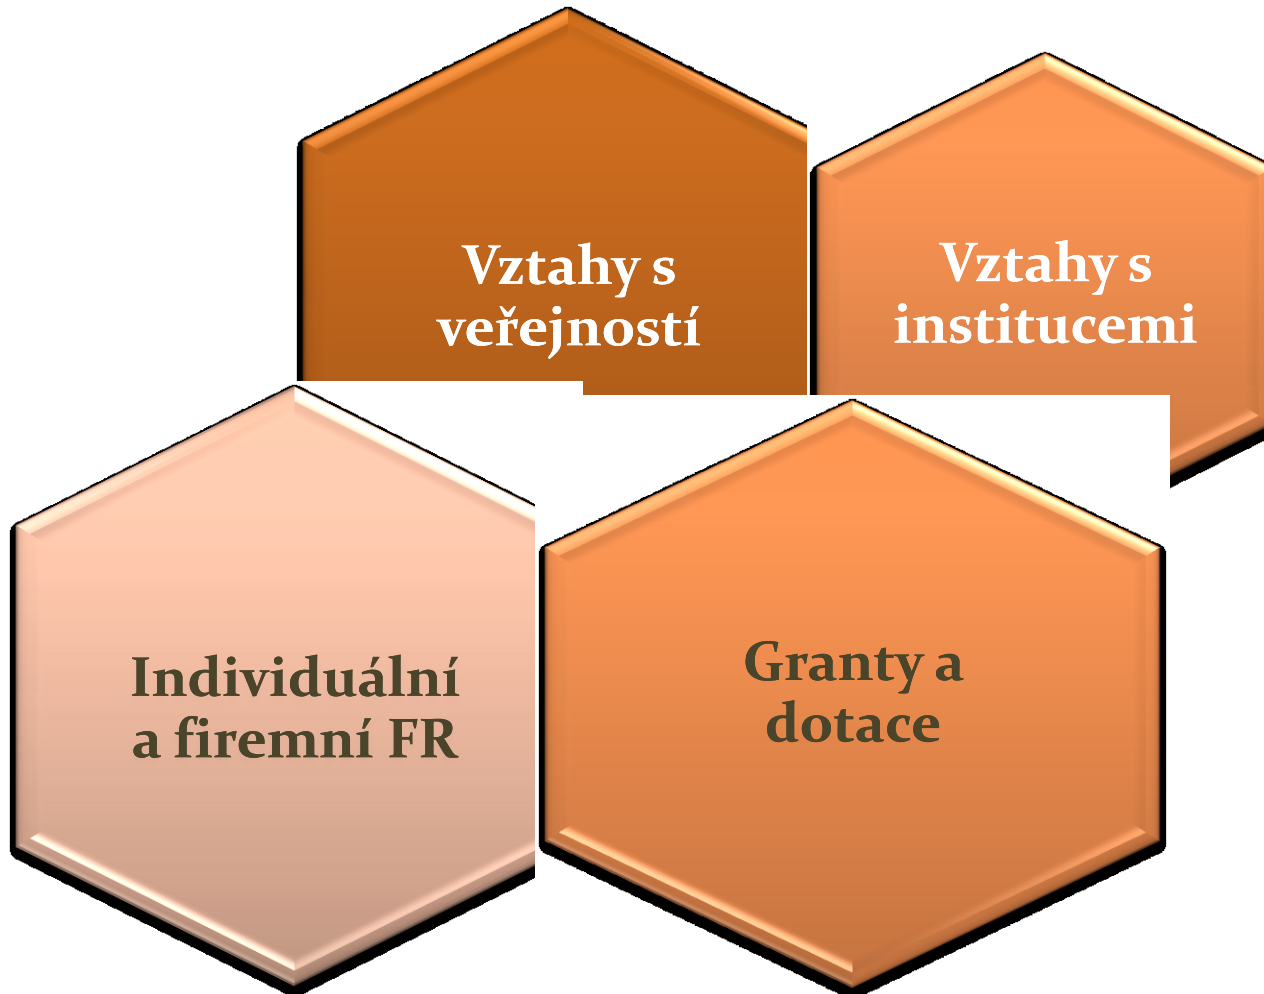 Vztahy s
veřejností
Vztahy s
institucemi
Individuální
a firemní FR
Granty a
dotace